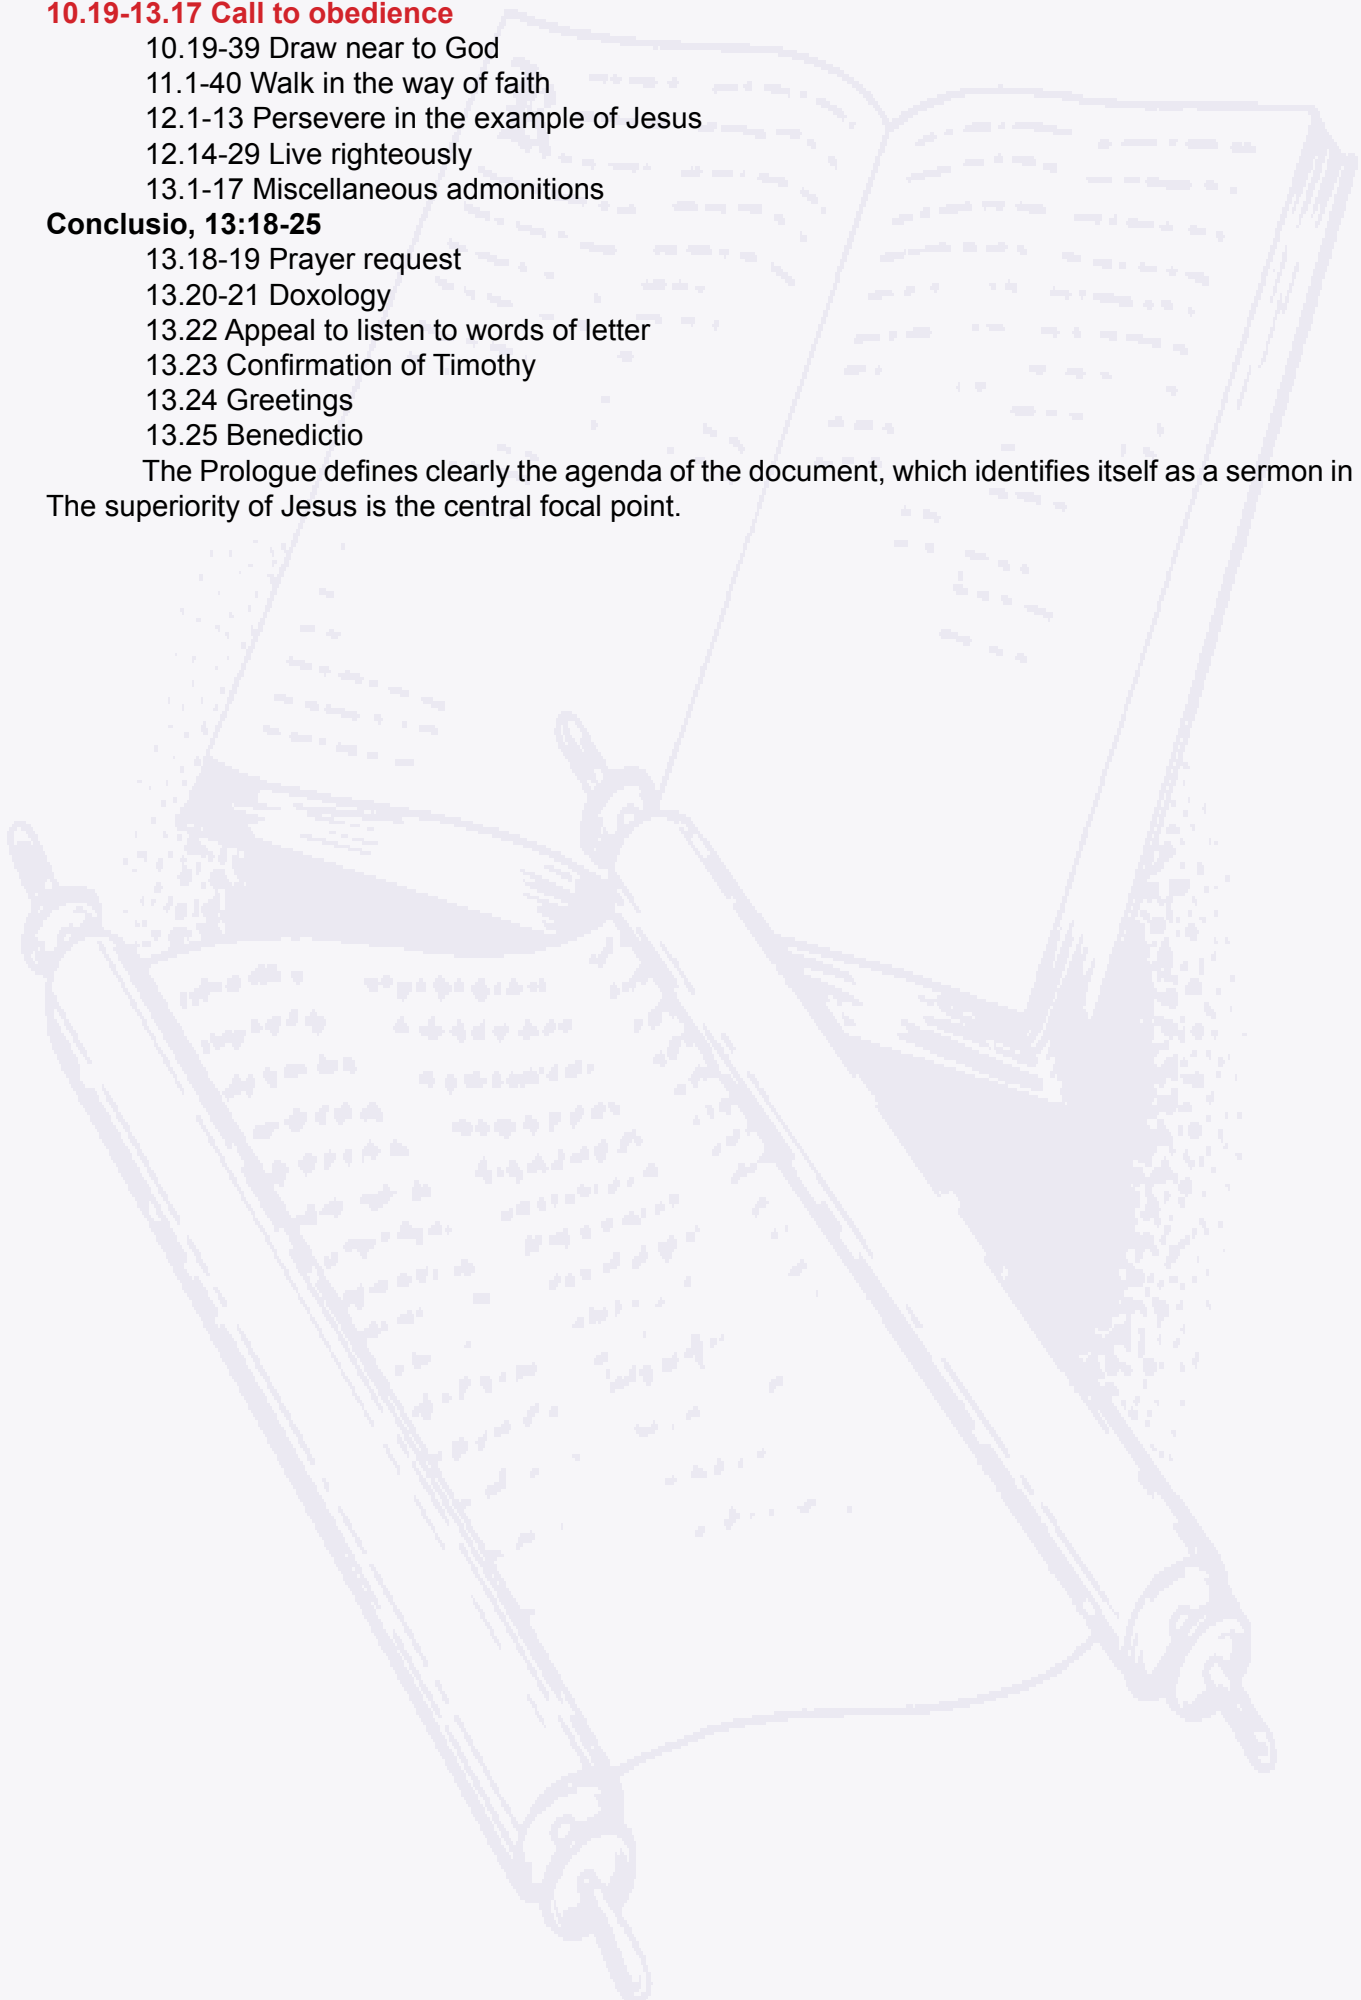 10.19-13.17 Call to obedience
10.19-39 Draw near to God
11.1-40 Walk in the way of faith
12.1-13 Persevere in the example of Jesus
12.14-29 Live righteously
13.1-17 Miscellaneous admonitions
Conclusio, 13:18-25
13.18-19 Prayer request
13.20-21 Doxology
13.22 Appeal to listen to words of letter
13.23 Confirmation of Timothy
13.24 Greetings
13.25 Benedictio
The Prologue defines clearly the agenda of the document, which identifies itself as a sermon in
The superiority of Jesus is the central focal point.